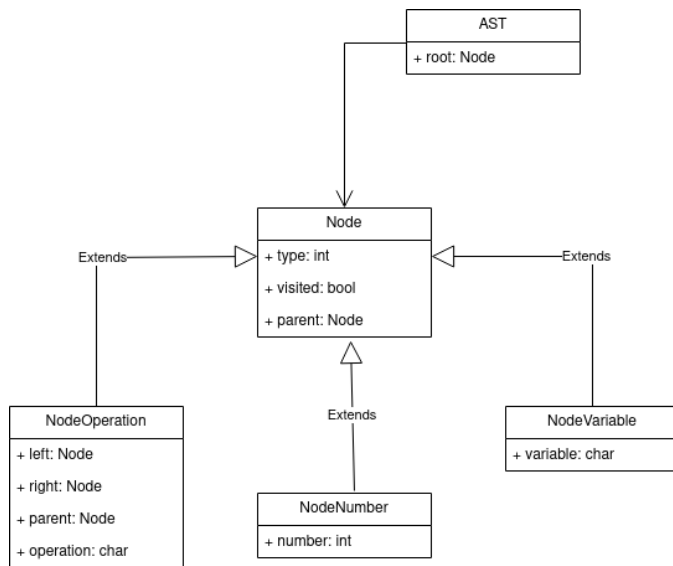 AST
+ root: Node
Node
+ type: int
+ visited: bool
+ parent: Node
Extends
Extends
Extends
NodeOperation
+ left: Node
+ right: Node
+ parent: Node
+ operation: char
NodeVariable
+ variable: char
NodeNumber
+ number: int